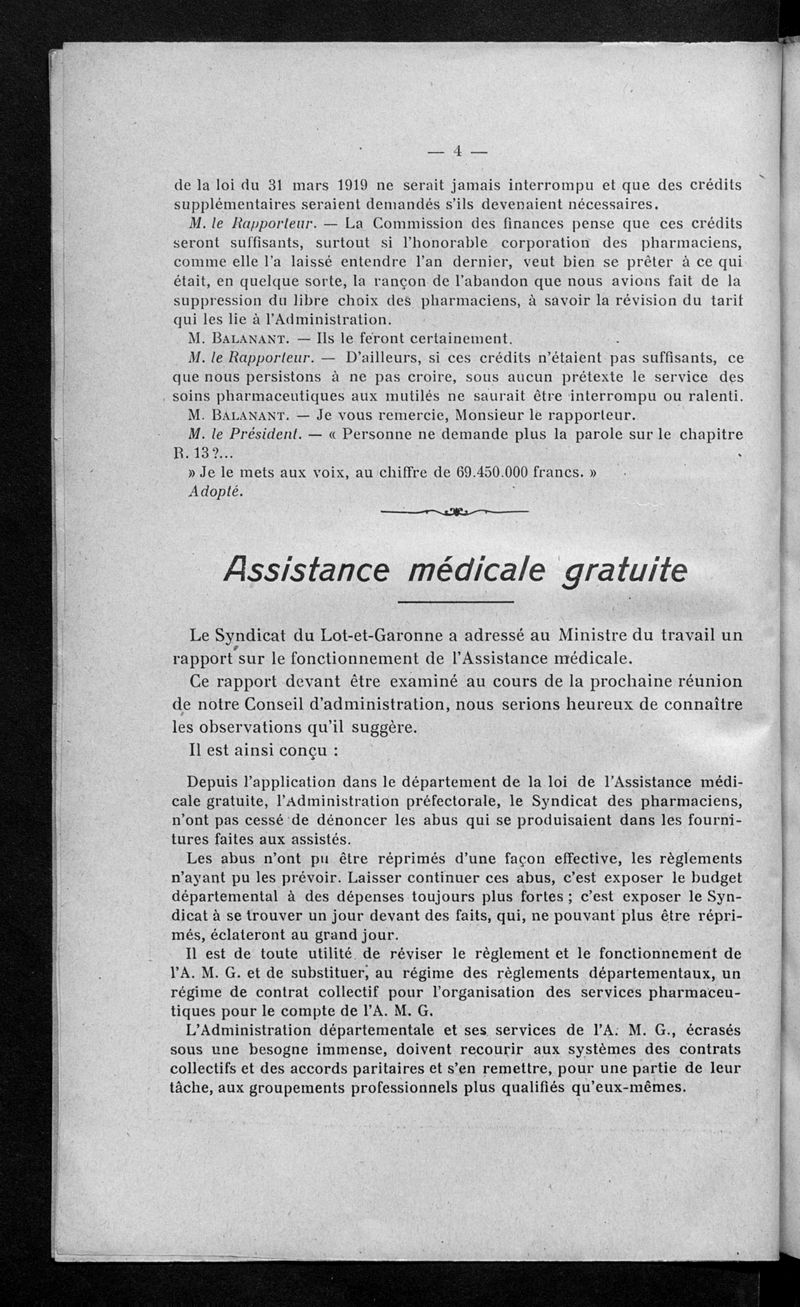 — 4 —
de la loi du 31 mars 1919 ne serait jamais interrompu et que des crédits
supplémentaires seraient demandés s'ils devenaient nécessaires.
M. le Rapporteur. — La Commission des finances pense que ces crédits
seront suffisants, surtout si l'honorable corporation des pharmaciens,
comme elle l'a laissé entendre l'an dernier, veut bien se prêter à ce qui
était, en quelque sorte, la rançon de l'abandon que nous avions fait de la
suppression du libre choix des pharmaciens, à savoir la révision du tarif
qui les lie à l'Administration.
M. BALANANT. — Ils le feront certainement.
M. le Rapporteur. — D'ailleurs, si ces crédits n'étaient pas suffisants, ce
que nous persistons à ne pas croire, sous aucun prétexte le service des
soins pharmaceutiques aux mutilés ne saurait être interrompu ou ralenti.
M. BALANANT. — Je vous remercie, Monsieur le rapporteur.
M. le Président. — « Personne ne demande plus la parole sur le chapitre
R. 13 ?...
» Je le mets aux voix, au chiffre de 69.450.000 francs. »
Adopté.
Assistance médicale gratuite
Le Syndicat du Lot-et-Garonne a adressé au Ministre du travail un
rapport sur le fonctionnement de l'Assistance médicale.
Ce rapport devant être examiné au cours de la prochaine réunion
de notre Conseil d'administration, nous serions heureux de connaître
les observations qu'il suggère.
Il est ainsi conçu :
Depuis l'application dans le département de la loi de l'Assistance médi-
cale gratuite, l'Administration préfectorale, le Syndicat des pharmaciens,
n'ont pas cessé de dénoncer les abus qui se produisaient dans les fourni-
tures faites aux assistés.
Les abus n'ont pu être réprimés d'une façon effective, les règlements
n'ayant pu les prévoir. Laisser continuer ces abus, c'est exposer le budget
départemental à des dépenses toujours plus fortes ; c'est exposer le Syn-
dicat à se trouver un jour devant des faits, qui, ne pouvant plus être répri-
més, éclateront au grand jour.
Il est de toute utilité de réviser le règlement et le fonctionnement de
l'A. M. G. et de substituer, au régime des règlements départementaux, un
régime de contrat collectif pour l'organisation des services pharmaceu-
tiques pour le compte de l'A. M. G.
L'Administration départementale et ses services de l'A. M. G., écrasés
sous une besogne immense, doivent recourir aux systèmes des contrats
collectifs et des accords paritaires et s'en remettre, pour une partie de leur
tâche, aux groupements professionnels plus qualifiés qu'eux-mêmes.